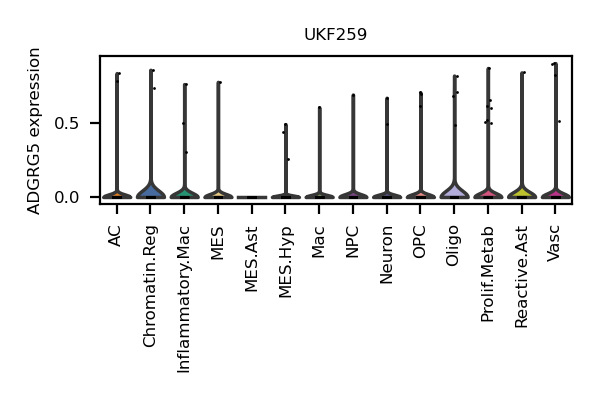 UKF259
ADGRG5 expression
0.5
0.0
AC
Chromatin.Reg
Inflammatory.Mac
MES
MES.Ast
MES.Hyp
Mac
NPC
Neuron
OPC
Oligo
Prolif.Metab
Reactive.Ast
Vasc